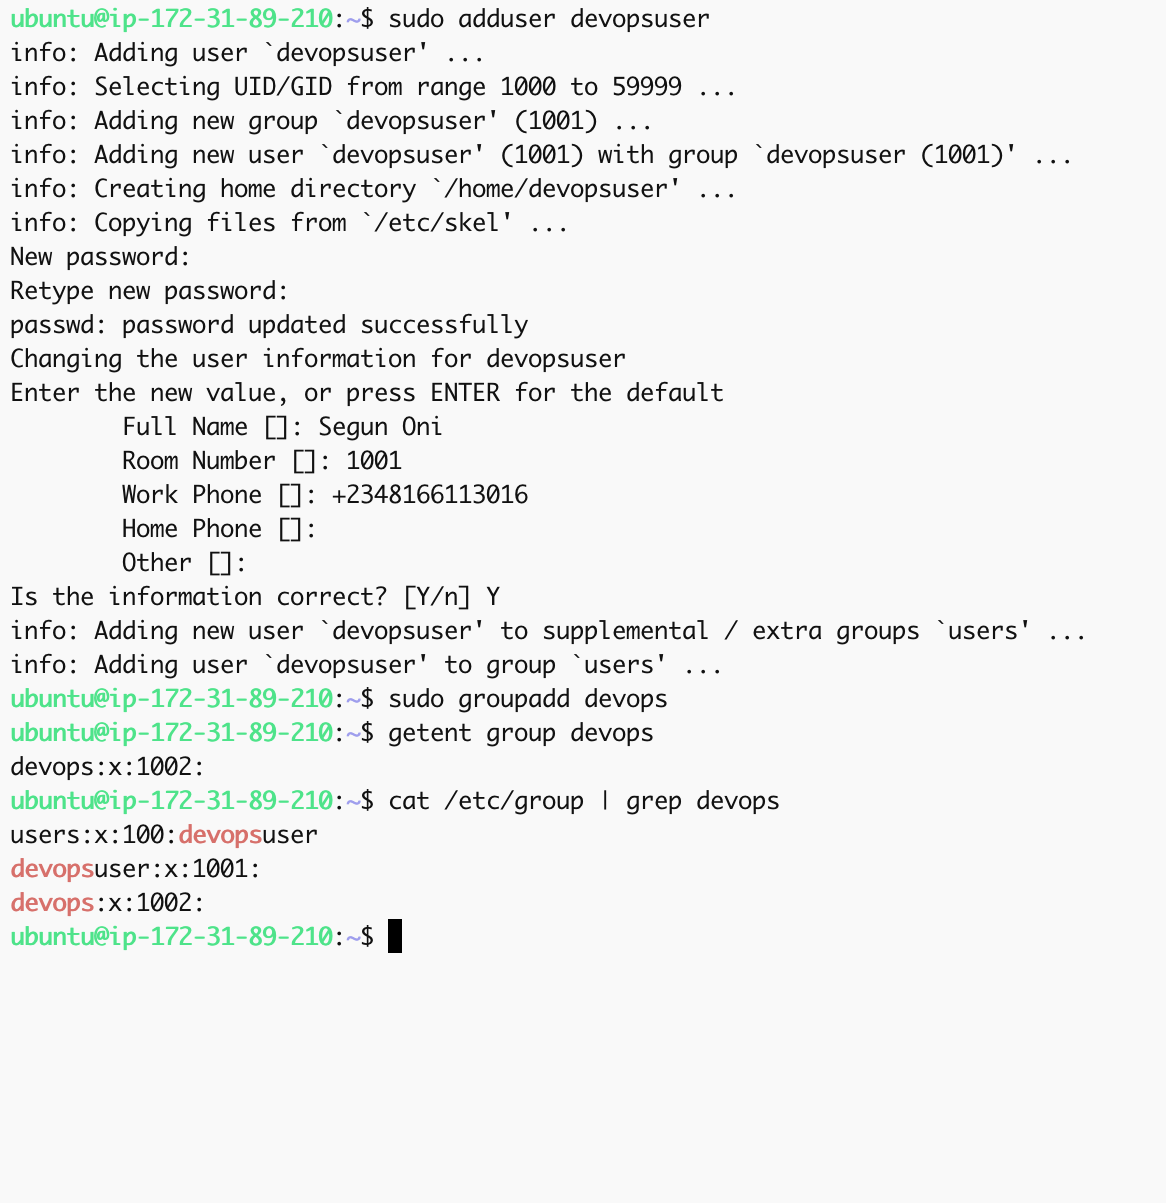 ubuntu@ip-172-31-89-210:~$ sudo adduser devopsuser
info: Adding user `devopsuser' ...
info: Selecting UID/GID from range 1000 to 59999 ...
info: Adding new group `devopsuser' (1001) ...
info: Adding new user `devopsuser' (1001) with group `devopsuser (1001)' ...
info: Creating home directory `/home/devopsuser' ...
info: Copying files from `/etc/skel' ...
New password:
Retype new password:
passwd: password updated successfully
Changing the user information for devopsuser
Enter the new value, or press ENTER for the default
        Full Name []: Segun Oni
        Room Number []: 1001
        Work Phone []: +2348166113016
        Home Phone []:
        Other []:
Is the information correct? [Y/n] Y
info: Adding new user `devopsuser' to supplemental / extra groups `users' ...
info: Adding user `devopsuser' to group `users' ...
ubuntu@ip-172-31-89-210:~$ sudo groupadd devops
ubuntu@ip-172-31-89-210:~$ getent group devops
devops:x:1002:
ubuntu@ip-172-31-89-210:~$ cat /etc/group | grep devops
users:x:100:devopsuser
devopsuser:x:1001:
devops:x:1002:
ubuntu@ip-172-31-89-210:~$